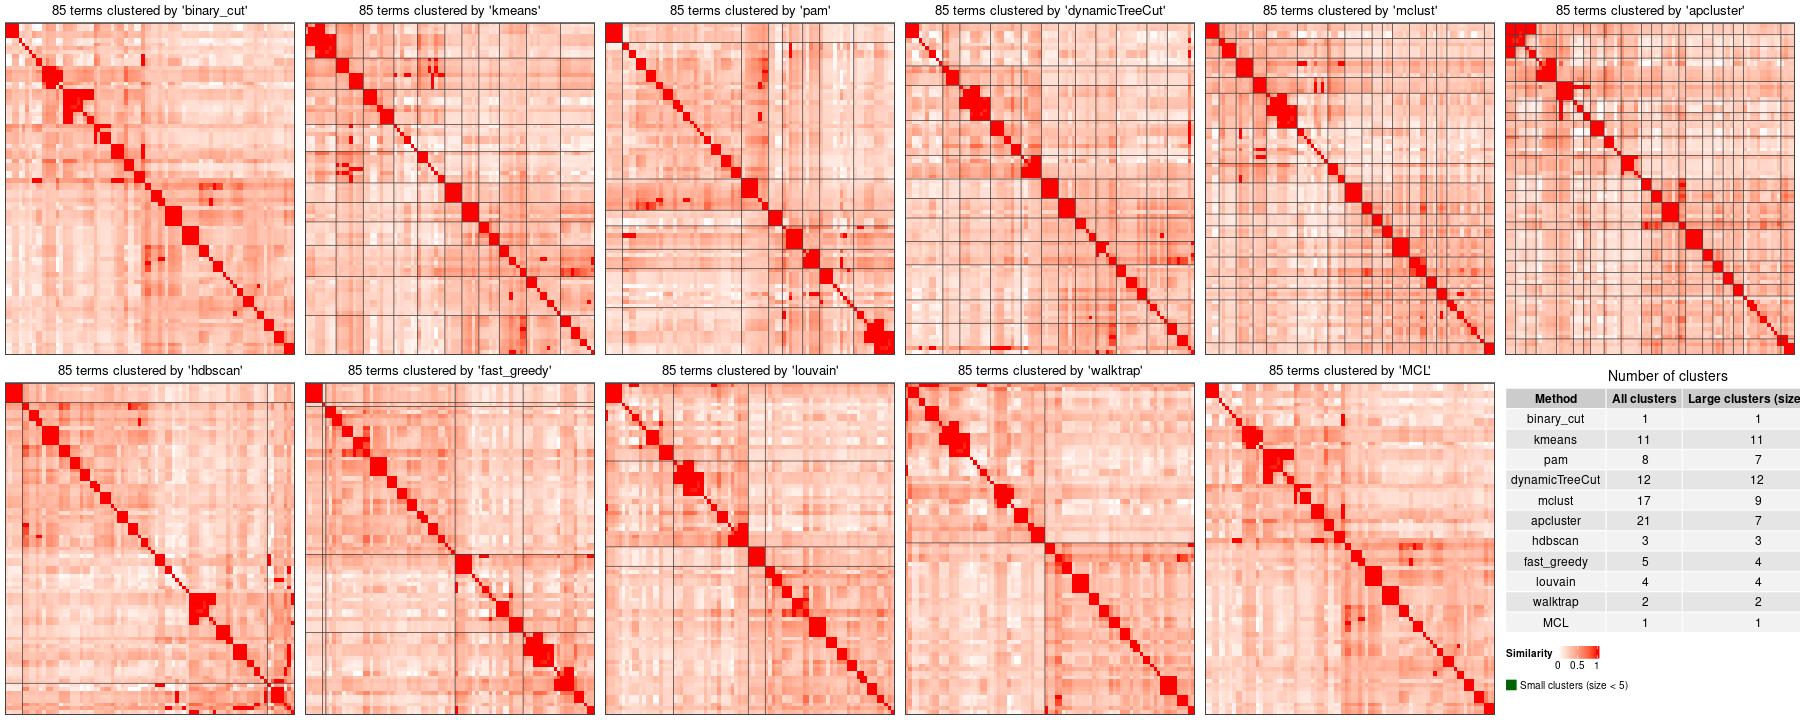 85 terms clustered by 'binary_cut'
85 terms clustered by 'kmeans'
85 terms clustered by 'pam'
85 terms clustered by 'dynamicTreeCut'
85 terms clustered by 'mclust'
85 terms clustered by 'apcluster'
85 terms clustered by 'hdbscan'
85 terms clustered by 'fast_greedy'
85 terms clustered by 'louvain'
85 terms clustered by 'walktrap'
85 terms clustered by 'MCL'
Number of clusters
Method All clusters Large clusters (size
binary_cut 1 1
kmeans 11 11
pam 8 7
dynamicTreeCut 12 12
mclust 17 9
apcluster 21 7
hdbscan 3 3
fast_greedy 5 4
louvain 4 4
walktrap 2 2
MCL 1 1
Similarity
0 0.5 1
Small clusters (size < 5)